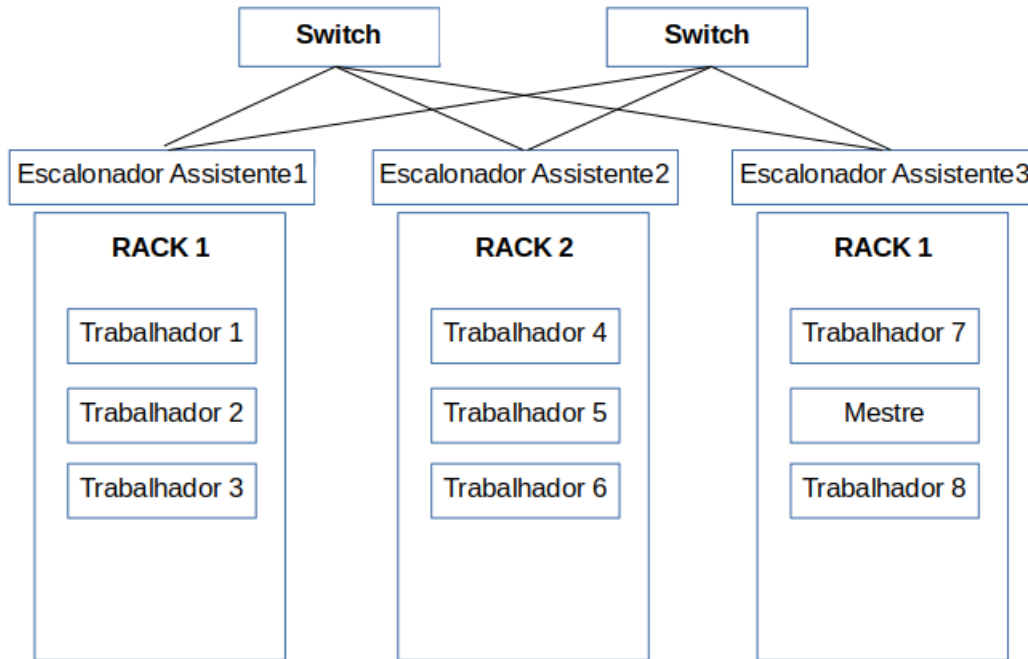 Switch
Switch
Escalonador Assistente1
Escalonador Assistente2
Escalonador Assistente3
RACK 1
RACK 2
RACK 1
Trabalhador 1
Trabalhador 4
Trabalhador 7
Trabalhador 2
Trabalhador 5
Mestre
Trabalhador 3
Trabalhador 6
Trabalhador 8